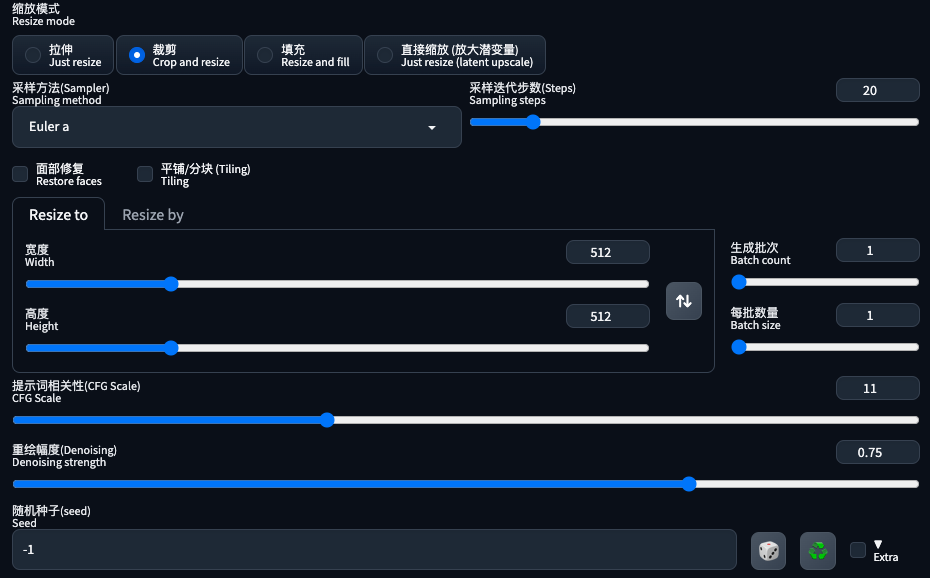 缩放模式
Resize mode
拉伸
Just resize
裁剪
Crop and resize
填充
Resize and fill
直接缩放 (放大潜变量)
Just resize (latent upscale)
采样方法(Sampler)
Sampling method
Euler a
采样迭代步数(Steps)
Sampling steps
20
面部修复
Restore faces
平铺/分块 (Tiling)
Tiling
Resize to
Resize by
宽度
Width
512
高度
Height
512
生成批次
Batch count
1
每批数量
Batch size
1
提示词相关性(CFG Scale)
CFG Scale
11
重绘幅度(Denoising)
Denoising strength
0.75
随机种子(seed)
Seed
-1
▼
Extra